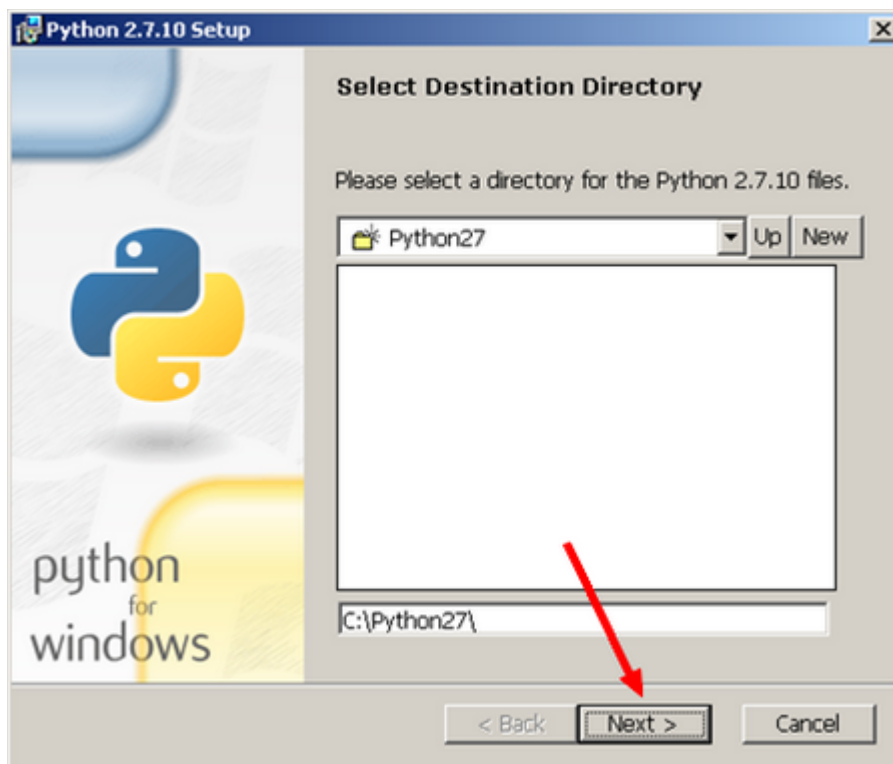 Python 2.7.10 Setup
Select Destination Directory
Please select a directory for the Python 2.7.10 files.
Python27
Up
New
C:\Python27\
python
for
windows
< Back
Next >
Cancel